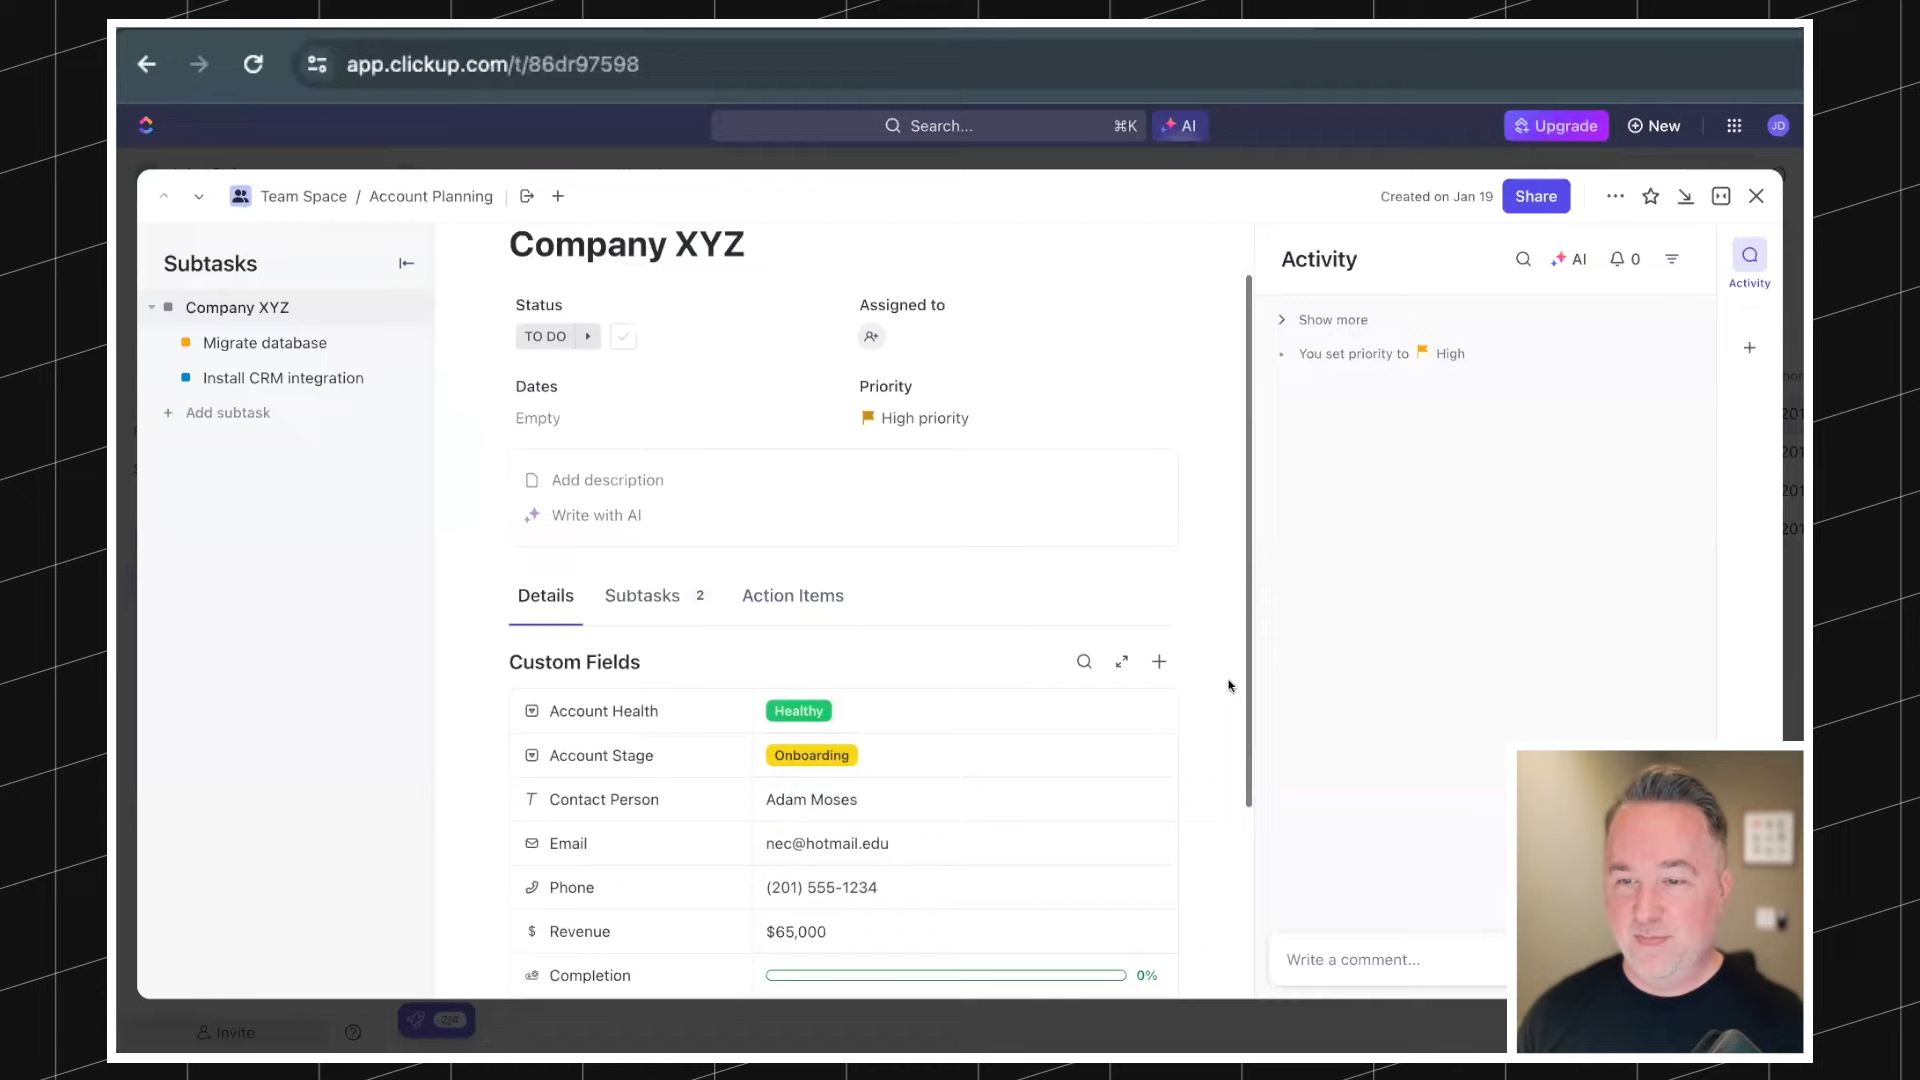 app.clickup.com/t/86dr97598
Search... ⌘K AI
Upgrade New JD
Team Space / Account Planning
Created on Jan 19 Share
Subtasks
Company XYZ
Migrate database
Install CRM integration
+ Add subtask
Company XYZ
Status Assigned to
TO DO
Dates Priority
Empty High priority
Add description
Write with AI
Details Subtasks 2 Action Items
Custom Fields
Account Health Healthy
Account Stage Onboarding
Contact Person Adam Moses
Email nec@hotmail.edu
Phone (201) 555-1234
$ Revenue $65,000
Completion 0%
Activity AI 0
Activity
Show more
You set priority to High
Write a comment...
Invite 2/4